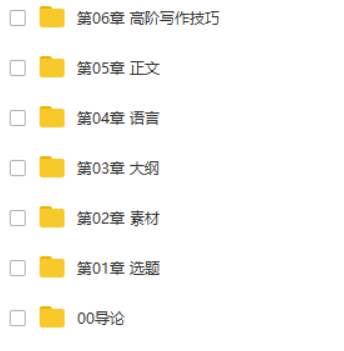 第06章 高阶写作技巧
第05章 正文
第04章 语言
第03章 大纲
第02章 素材
第01章 选题
00导论